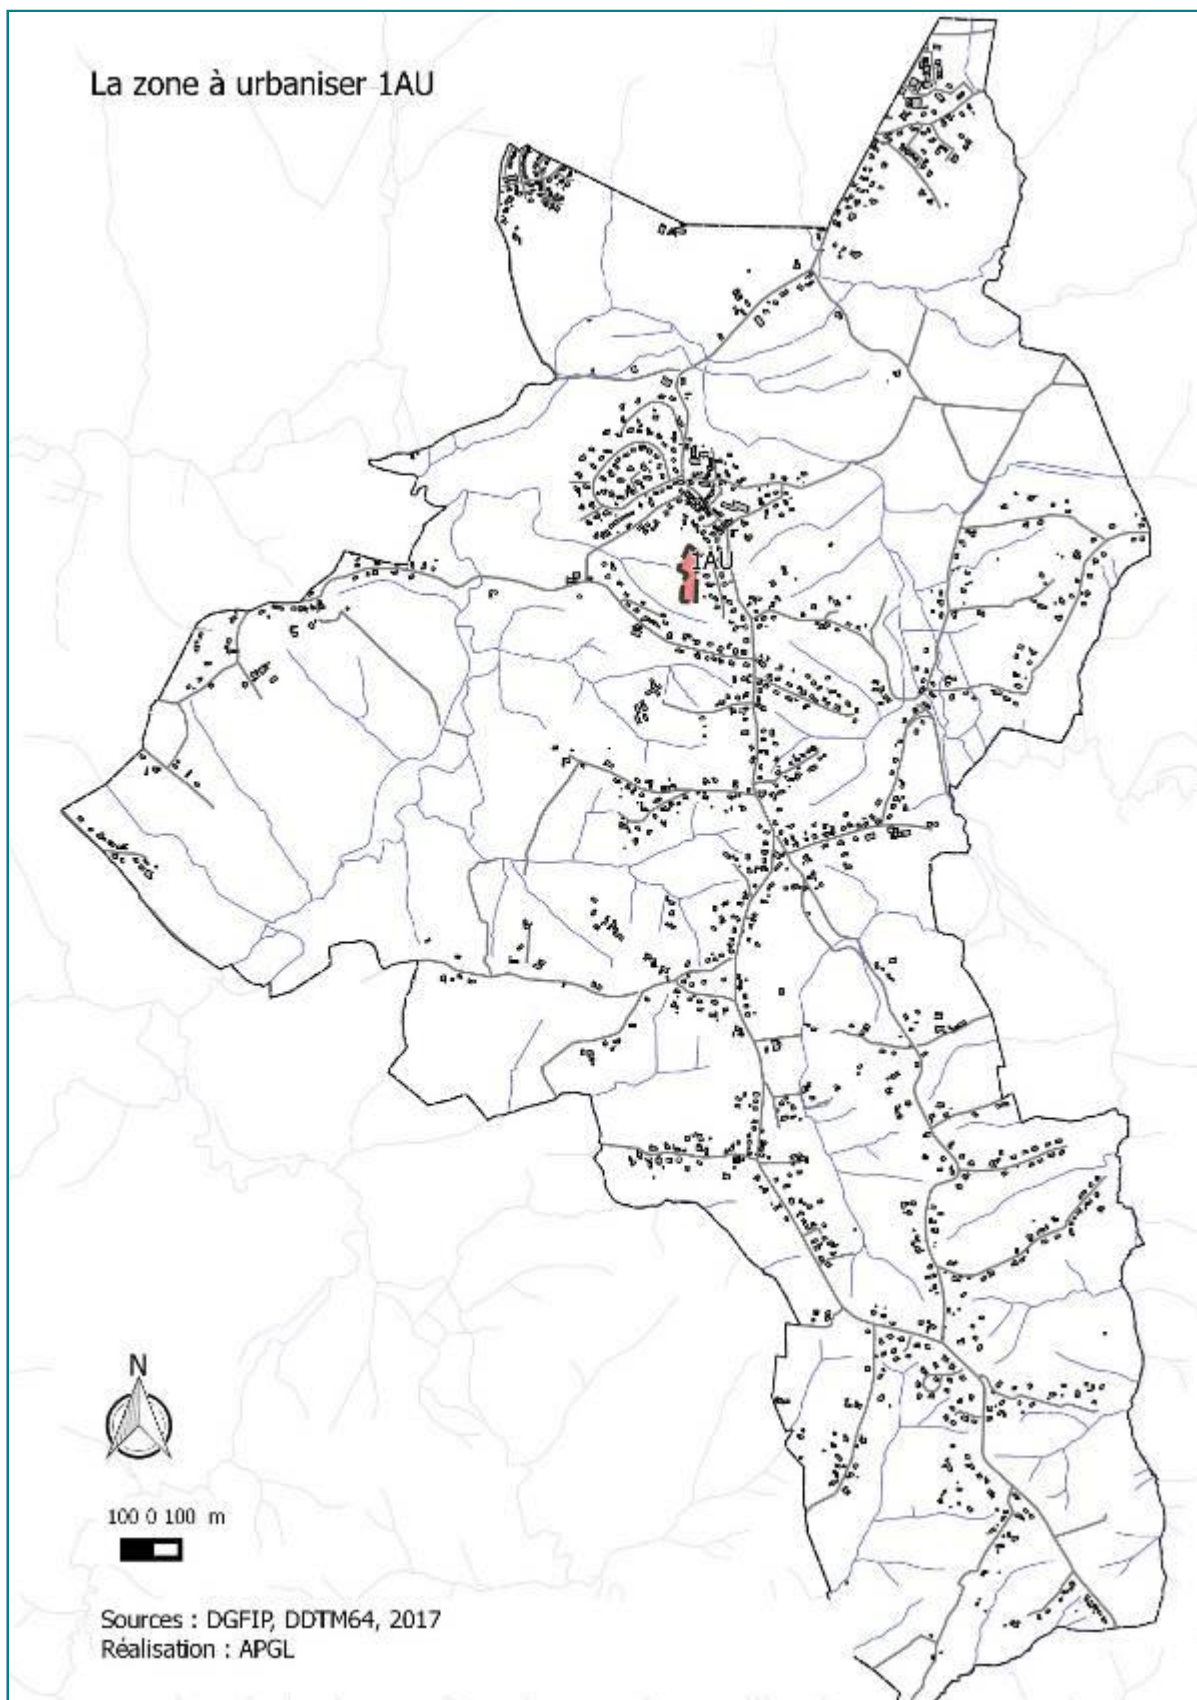 La zone à urbaniser 1AU
1AU
N
100 0 100 m
Sources : DGFIP, DDTM64, 2017
Réalisation : APGL